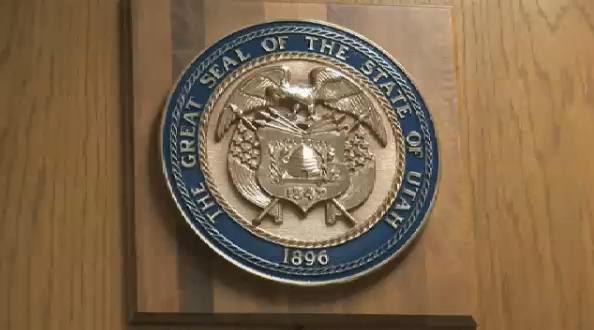 THE GREAT SEAL OF THE STATE OF UTAH
1847
1896